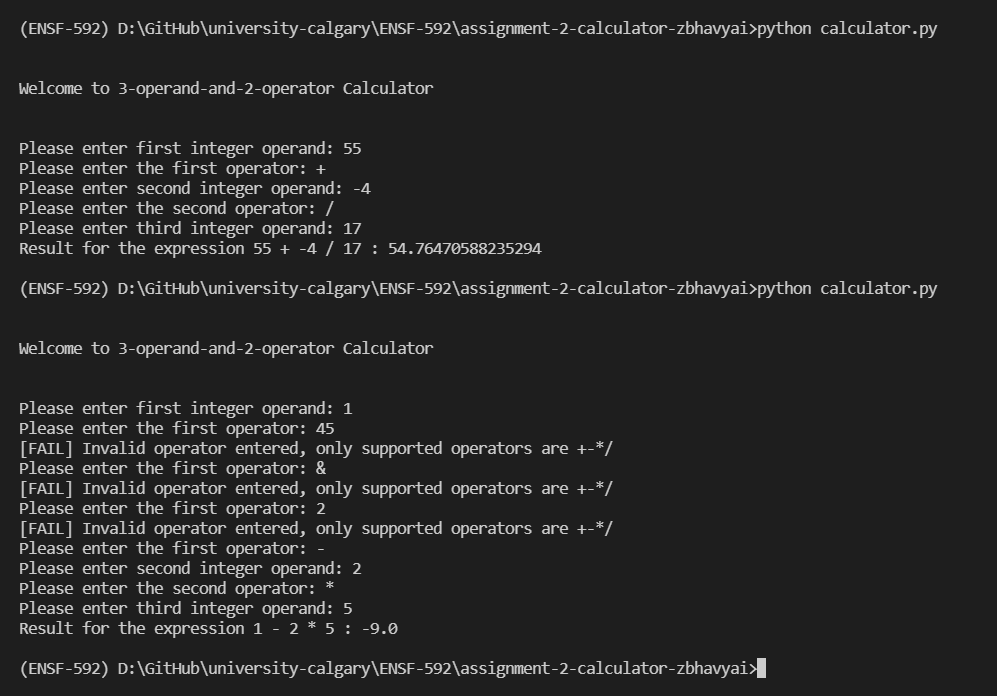 (ENSF-592) D:\GitHub\university-calgary\ENSF-592\assignment-2-calculator-zbhavyai>python calculator.py
Welcome to 3-operand-and-2-operator Calculator
Please enter first integer operand: 55
Please enter the first operator: +
Please enter second integer operand: -4
Please enter the second operator: /
Please enter third integer operand: 17
Result for the expression 55 + -4 / 17 : 54.76470588235294
(ENSF-592) D:\GitHub\university-calgary\ENSF-592\assignment-2-calculator-zbhavyai>python calculator.py
Welcome to 3-operand-and-2-operator Calculator
Please enter first integer operand: 1
Please enter the first operator: 45
[FAIL] Invalid operator entered, only supported operators are +-*/
Please enter the first operator: &
[FAIL] Invalid operator entered, only supported operators are +-*/
Please enter the first operator: 2
[FAIL] Invalid operator entered, only supported operators are +-*/
Please enter the first operator: -
Please enter second integer operand: 2
Please enter the second operator: *
Please enter third integer operand: 5
Result for the expression 1 - 2 * 5 : -9.0
(ENSF-592) D:\GitHub\university-calgary\ENSF-592\assignment-2-calculator-zbhavyai>